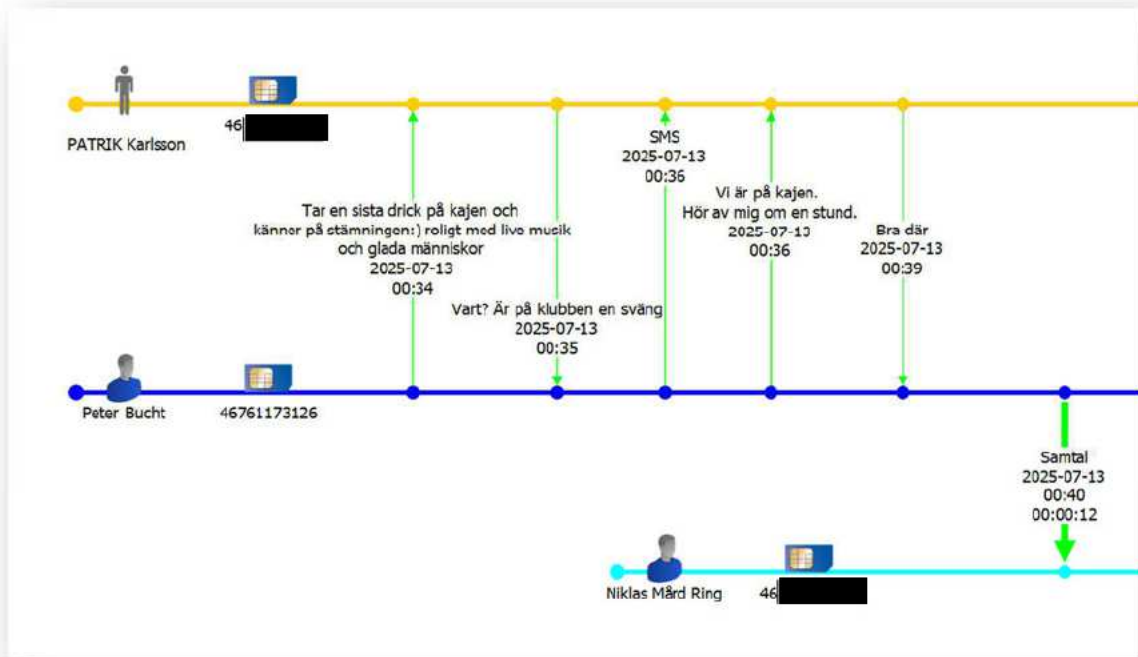 PATRIK Karlsson
46
Tar en sista drick på kajen och
känner på stämningen:) roligt med live musik
och glada människor
2025-07-13
00:34
Vart? Är på klubben en sväng
2025-07-13
00:35
SMS
2025-07-13
00:36
Vi är på kajen.
Hör av mig om en stund.
2025-07-13
00:36
Bra där
2025-07-13
00:39
Peter Bucht
46761173126
Samtal
2025-07-13
00:40
00:00:12
Niklas Mård Ring
46